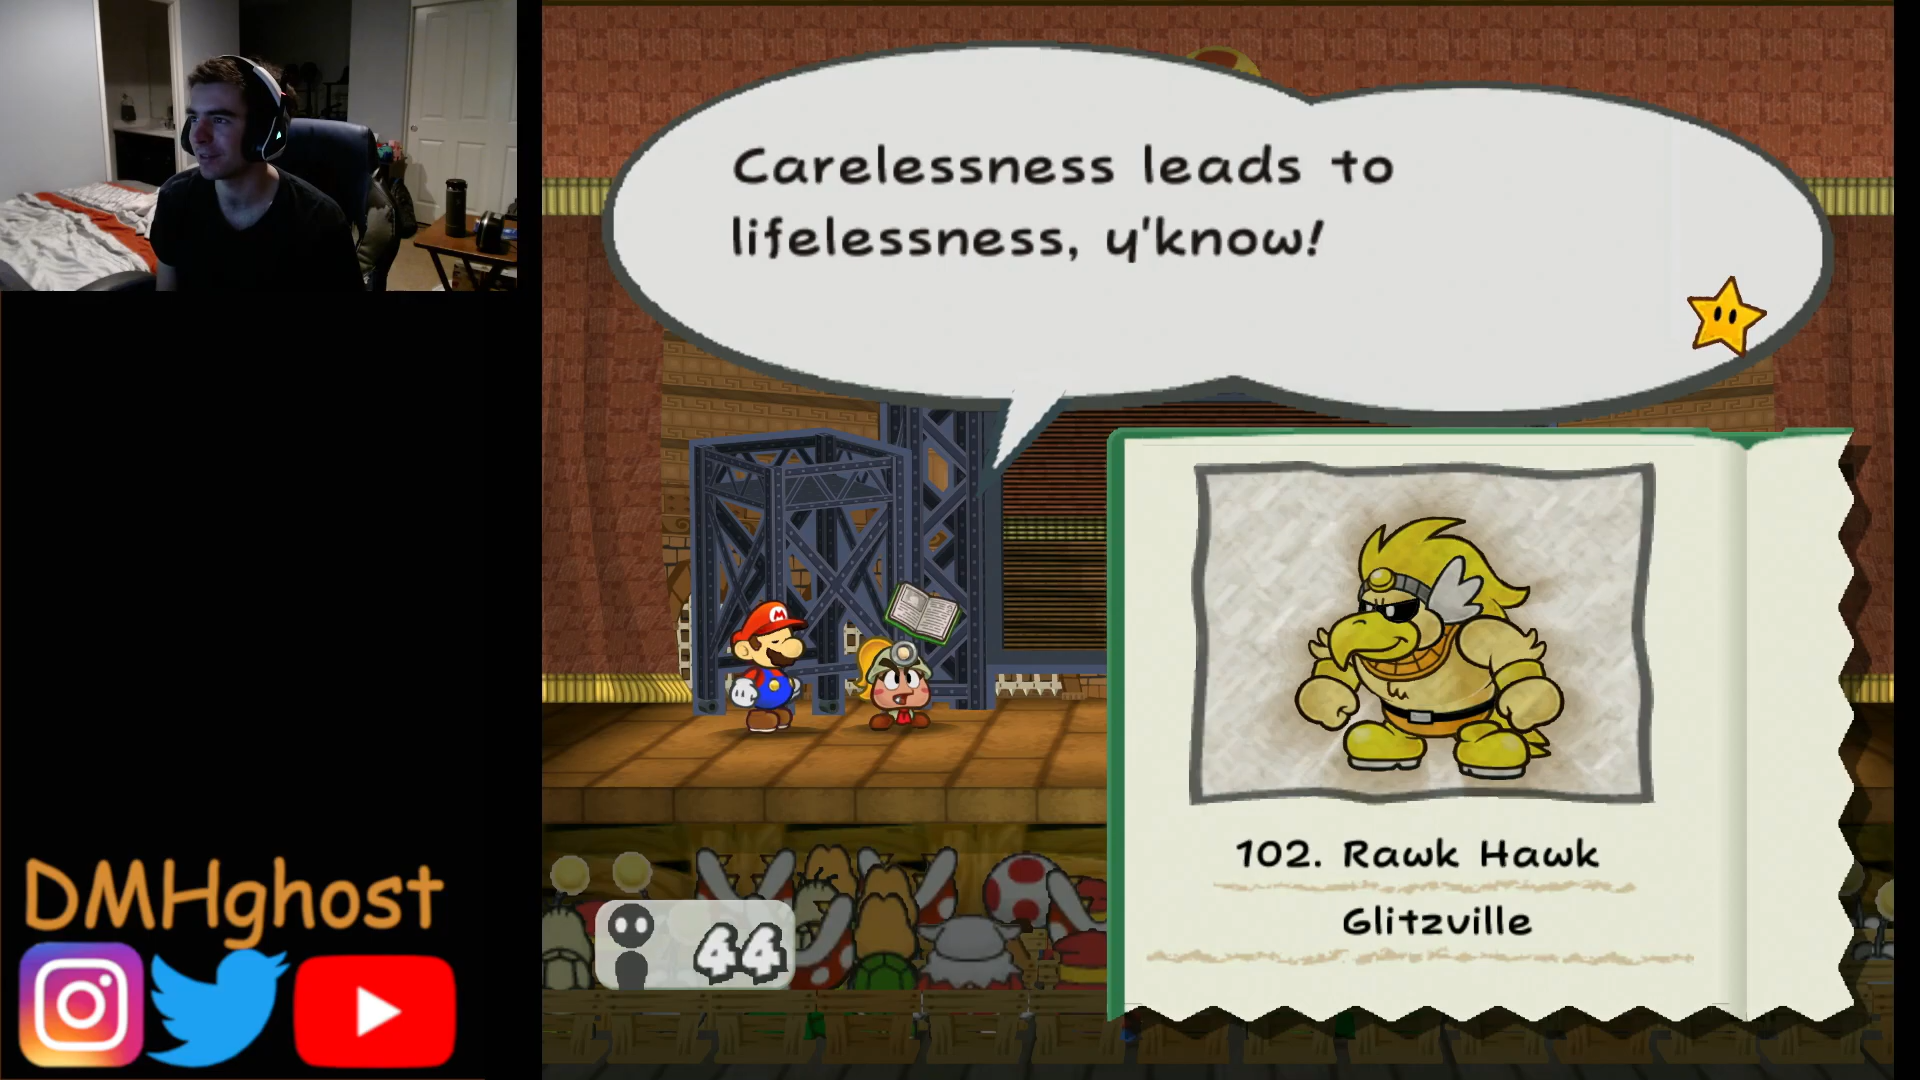 Carelessness leads to
lifelessness, y'know!
M
44
102. Rawk Hawk
Glitzville
DMHghost